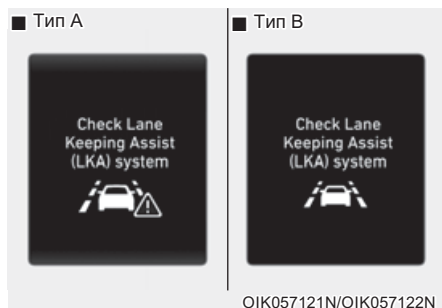 ■ Тип A
Check Lane
Keeping Assist
(LKA) system
■ Тип B
Check Lane
Keeping Assist
(LKA) system
OIK057121N/OIK057122N